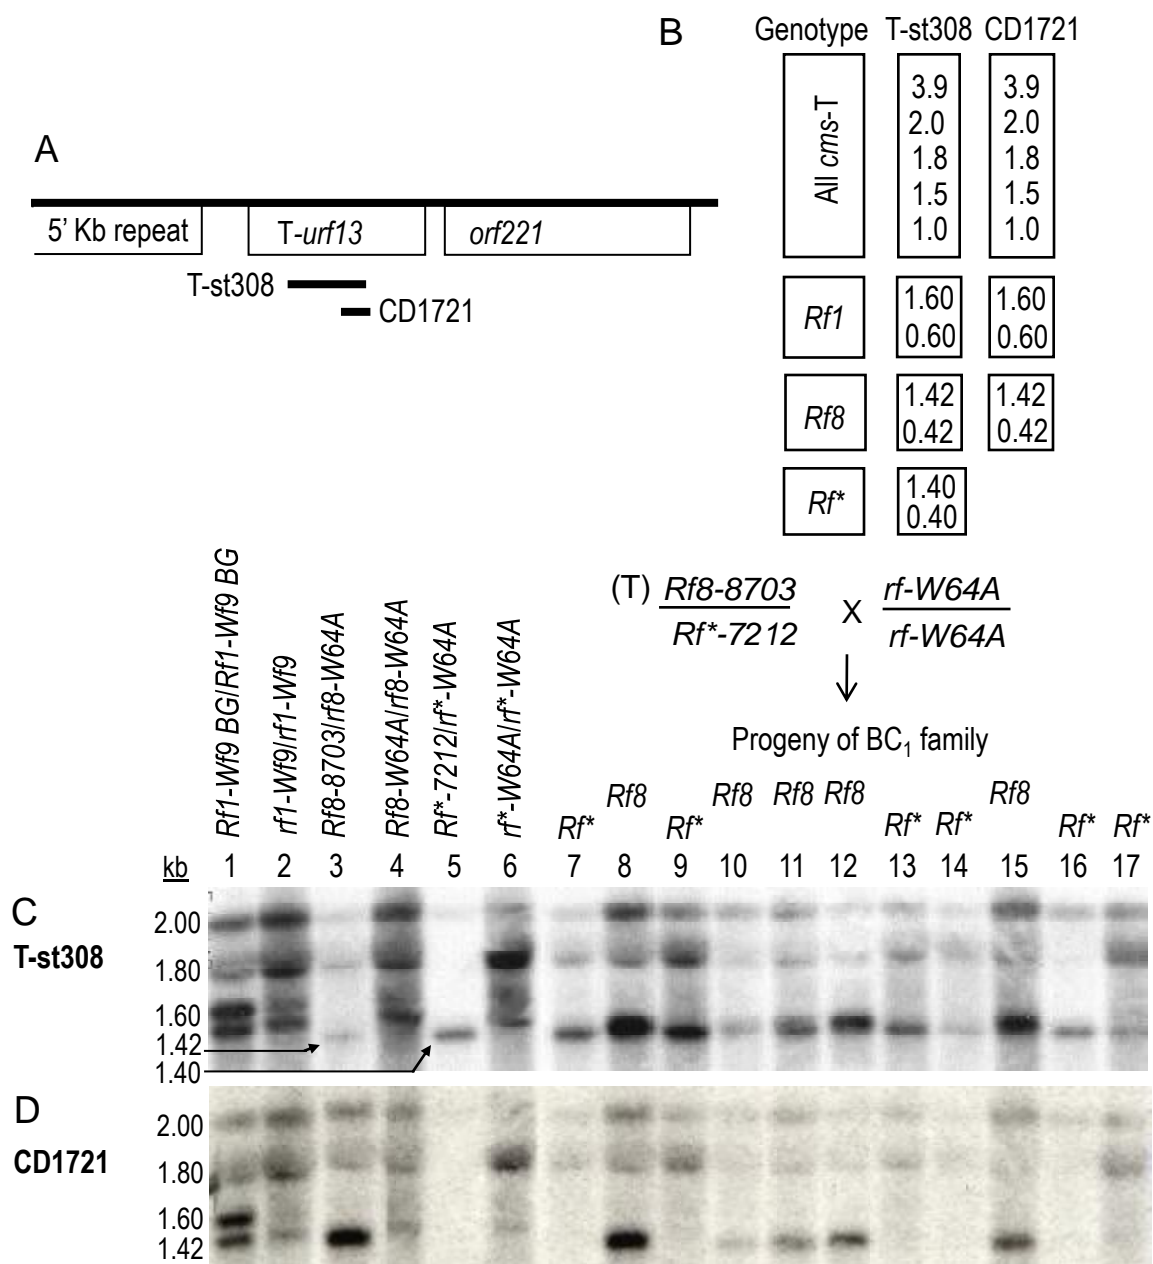 A
5' Kb repeat T-urf13 orf221
T-st308
CD1721
B
Genotype T-st308 CD1721
All cms-T
3.9 3.9
2.0 2.0
1.8 1.8
1.5 1.5
1.0 1.0
Rf1
1.60 1.60
0.60 0.60
Rf8
1.42 1.42
0.42 0.42
Rf*
1.40
0.40
(T) Rf8-8703 X rf-W64A
Rf*-7212 rf-W64A
Progeny of BC1 family
Rf1-Wf9 BG/Rf1-Wf9 BG
rf1-Wf9/rf1-Wf9
Rf8-8703/rf8-W64A
Rf8-W64A/rf8-W64A
Rf*-7212/rf*-W64A
rf*-W64A/rf*-W64A
Rf* Rf8 Rf* Rf8 Rf8 Rf8 Rf* Rf* Rf8 Rf* Rf*
kb 1 2 3 4 5 6 7 8 9 10 11 12 13 14 15 16 17
C
T-st308
2.00
1.80
1.60
1.42
1.40
D
CD1721
2.00
1.80
1.60
1.42